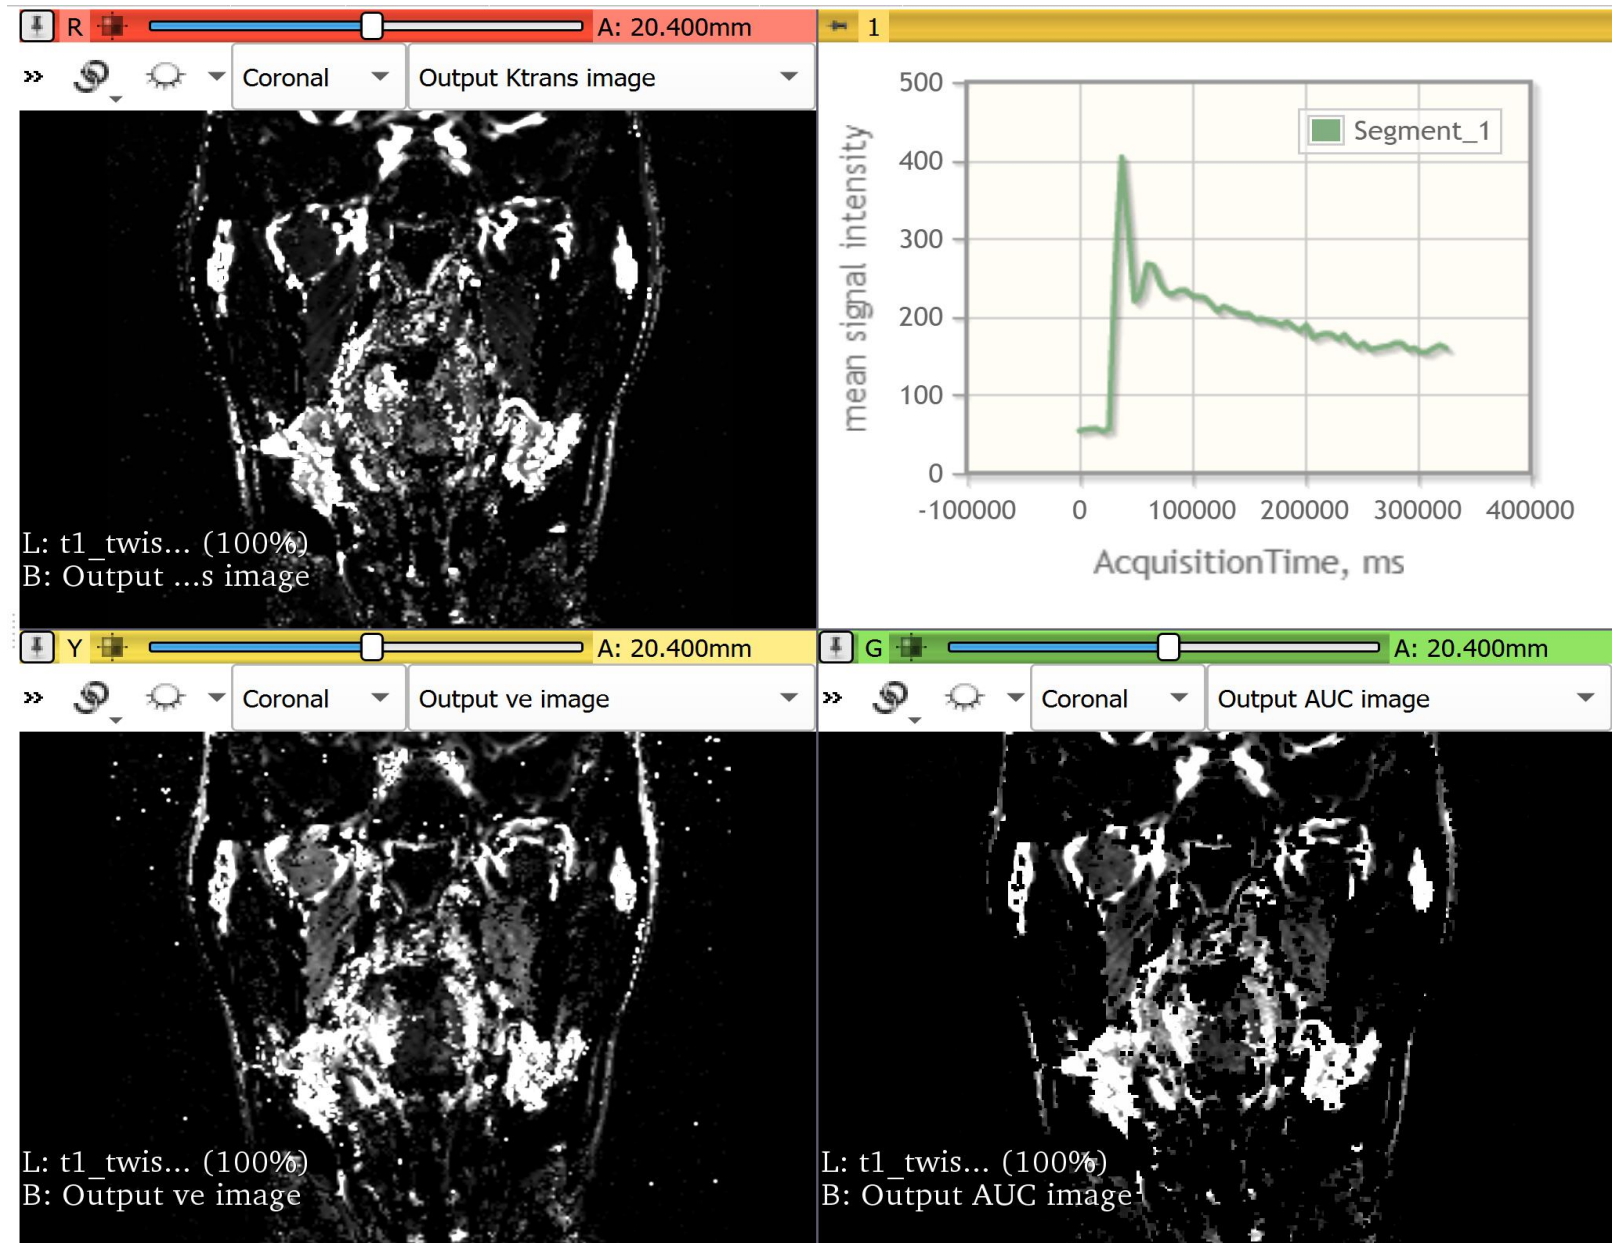 R A: 20.400mm
Coronal Output Ktrans image
L: t1_twis... (100%)
B: Output ...s image
1
500
400
300
200
100
0
mean signal intensity
Segment_1
-100000 0 100000 200000 300000 400000
AcquisitionTime, ms
Y A: 20.400mm
Coronal Output ve image
L: t1_twis... (100%)
B: Output ve image
G A: 20.400mm
Coronal Output AUC image
L: t1_twis... (100%)
B: Output AUC image